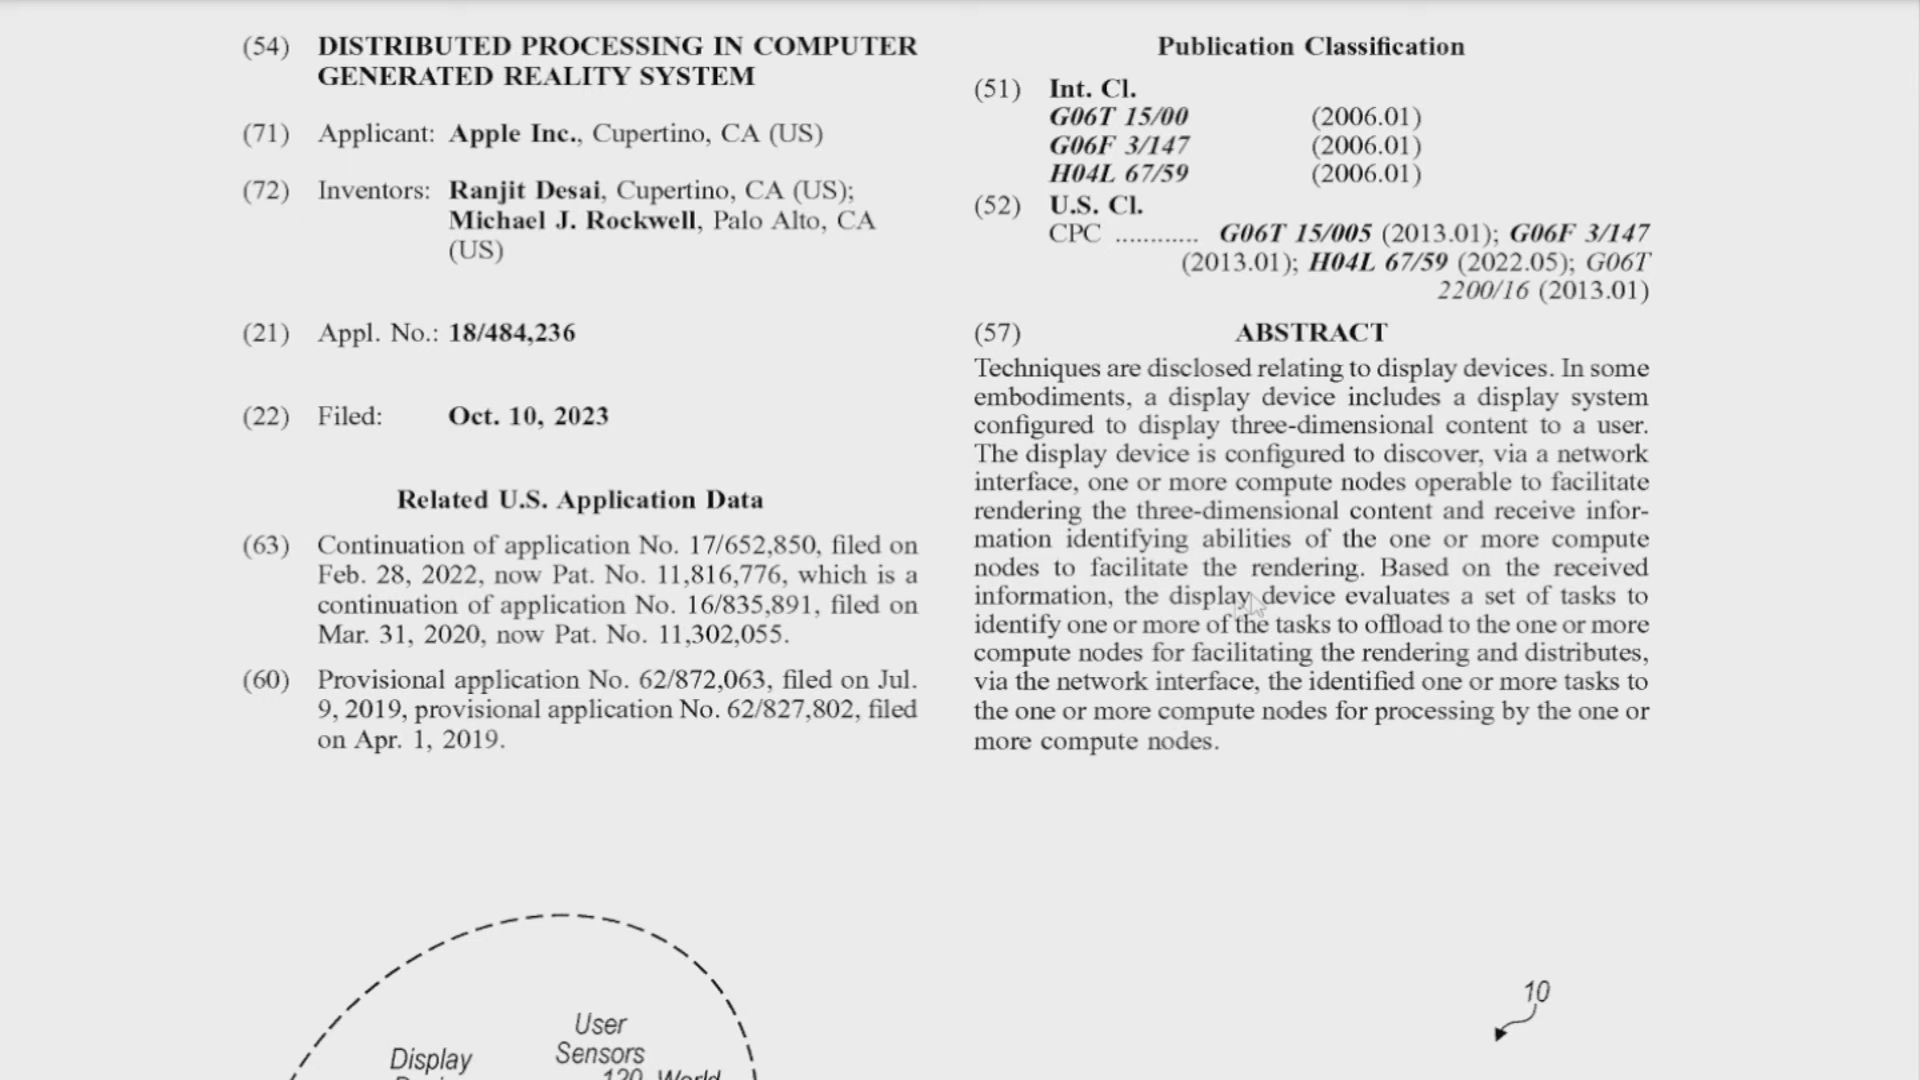 (54) DISTRIBUTED PROCESSING IN COMPUTER
GENERATED REALITY SYSTEM
(71) Applicant: Apple Inc., Cupertino, CA (US)
(72) Inventors: Ranjit Desai, Cupertino, CA (US);
Michael J. Rockwell, Palo Alto, CA
(US)
(21) Appl. No.: 18/484,236
(22) Filed: Oct. 10, 2023
Related U.S. Application Data
(63) Continuation of application No. 17/652,850, filed on
Feb. 28, 2022, now Pat. No. 11,816,776, which is a
continuation of application No. 16/835,891, filed on
Mar. 31, 2020, now Pat. No. 11,302,055.
(60) Provisional application No. 62/872,063, filed on Jul.
9, 2019, provisional application No. 62/827,802, filed
on Apr. 1, 2019.
Publication Classification
(51) Int. Cl.
G06T 15/00 (2006.01)
G06F 3/147 (2006.01)
H04L 67/59 (2006.01)
(52) U.S. Cl.
CPC ............ G06T 15/005 (2013.01); G06F 3/147
(2013.01); H04L 67/59 (2022.05); G06T
2200/16 (2013.01)
(57) ABSTRACT
Techniques are disclosed relating to display devices. In some
embodiments, a display device includes a display system
configured to display three-dimensional content to a user.
The display device is configured to discover, via a network
interface, one or more compute nodes operable to facilitate
rendering the three-dimensional content and receive infor-
mation identifying abilities of the one or more compute
nodes to facilitate the rendering. Based on the received
information, the display device evaluates a set of tasks to
identify one or more of the tasks to offload to the one or more
compute nodes for facilitating the rendering and distributes,
via the network interface, the identified one or more tasks to
the one or more compute nodes for processing by the one or
more compute nodes.
10
User
Sensors
Display
120 World